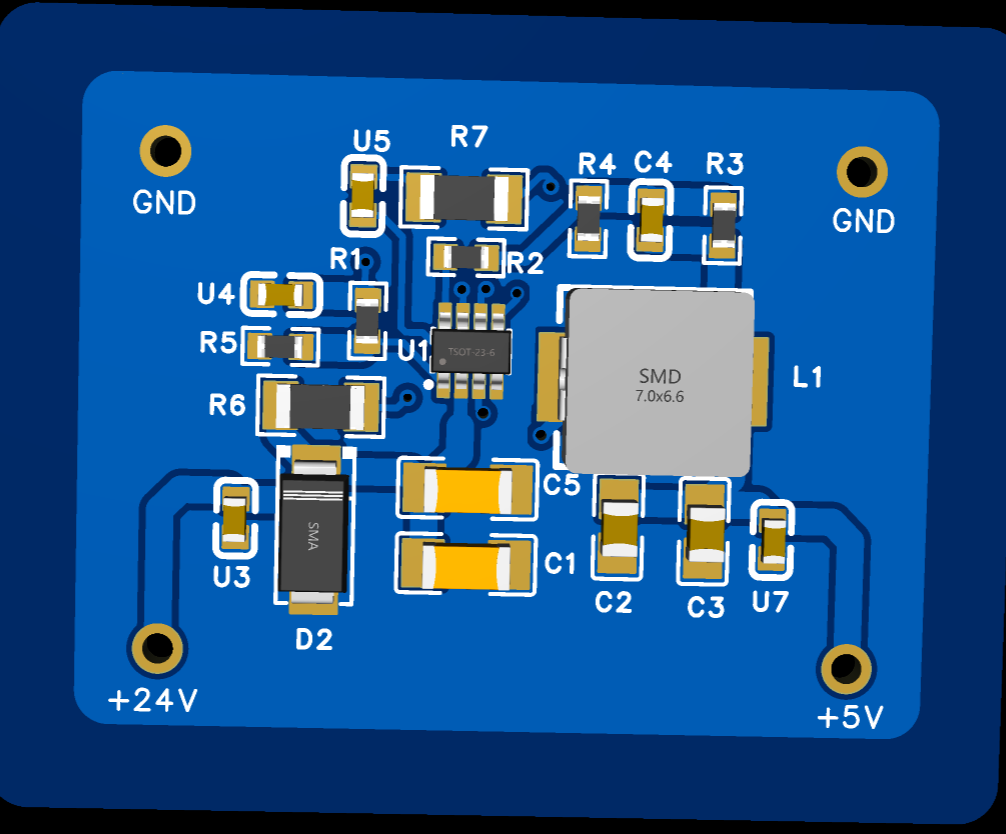 U5
R7
R4
C4
R3
GND
GND
R1
R2
U4
R5
U1
TSOT-23-6
SMD
7.0x6.6
L1
R6
C5
SMA
U3
C1
C2
C3
U7
D2
+24V
+5V